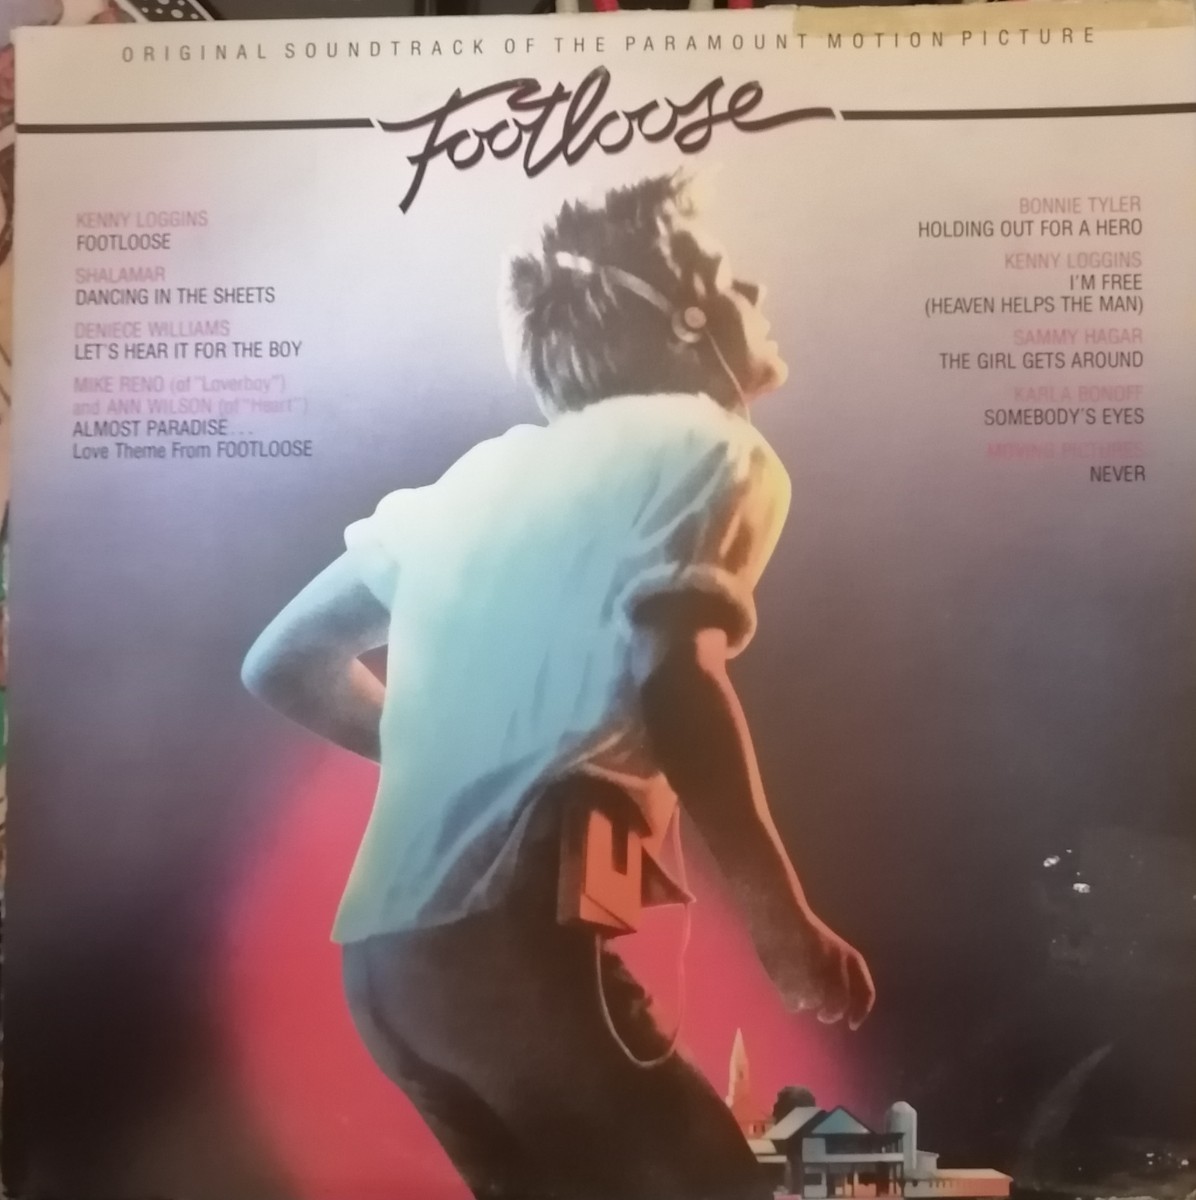 ORIGINAL SOUNDTRACK OF THE PARAMOUNT MOTION PICTURE
Footloose
KENNY LOGGINS
FOOTLOOSE
SHALAMAR
DANCING IN THE SHEETS
DENIECE WILLIAMS
LET'S HEAR IT FOR THE BOY
MIKE RENO (of "Loverboy")
and ANN WILSON (of "Heart")
ALMOST PARADISE...
Love Theme From FOOTLOOSE
BONNIE TYLER
HOLDING OUT FOR A HERO
KENNY LOGGINS
I'M FREE
(HEAVEN HELPS THE MAN)
SAMMY HAGAR
THE GIRL GETS AROUND
KARLA BONOFF
SOMEBODY'S EYES
MOVING PICTURES
NEVER